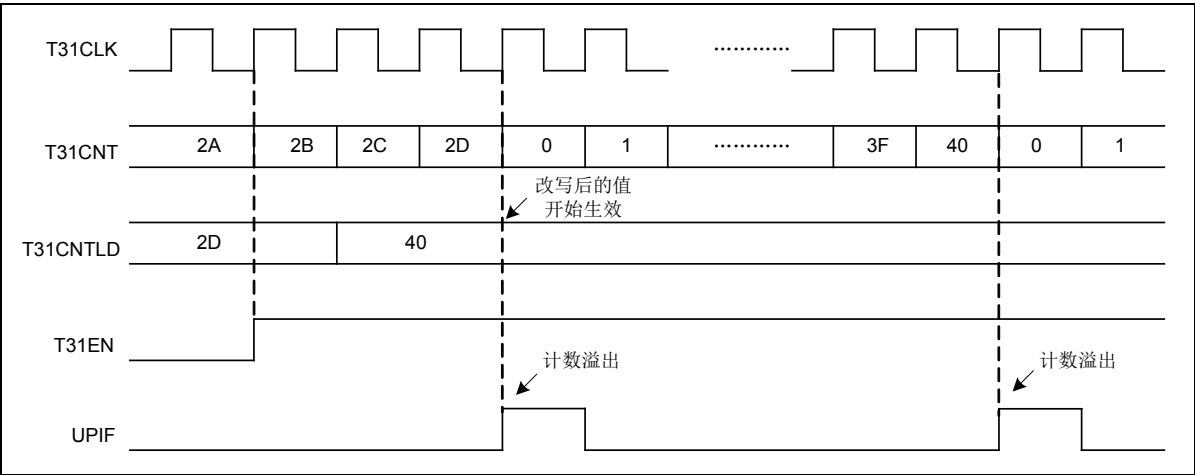 T31CLK
…………
T31CNT 2A 2B 2C 2D 0 1 ………… 3F 40 0 1
改写后的值
开始生效
T31CNTLD 2D 40
T31EN
计数溢出 计数溢出
UPIF